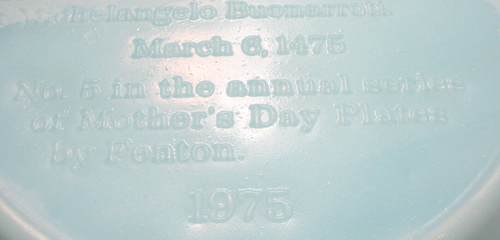 Michelangelo Buonarroti
March 6, 1475
No. 5 in the annual series
of Mother's Day Plates
by Fenton.
1975